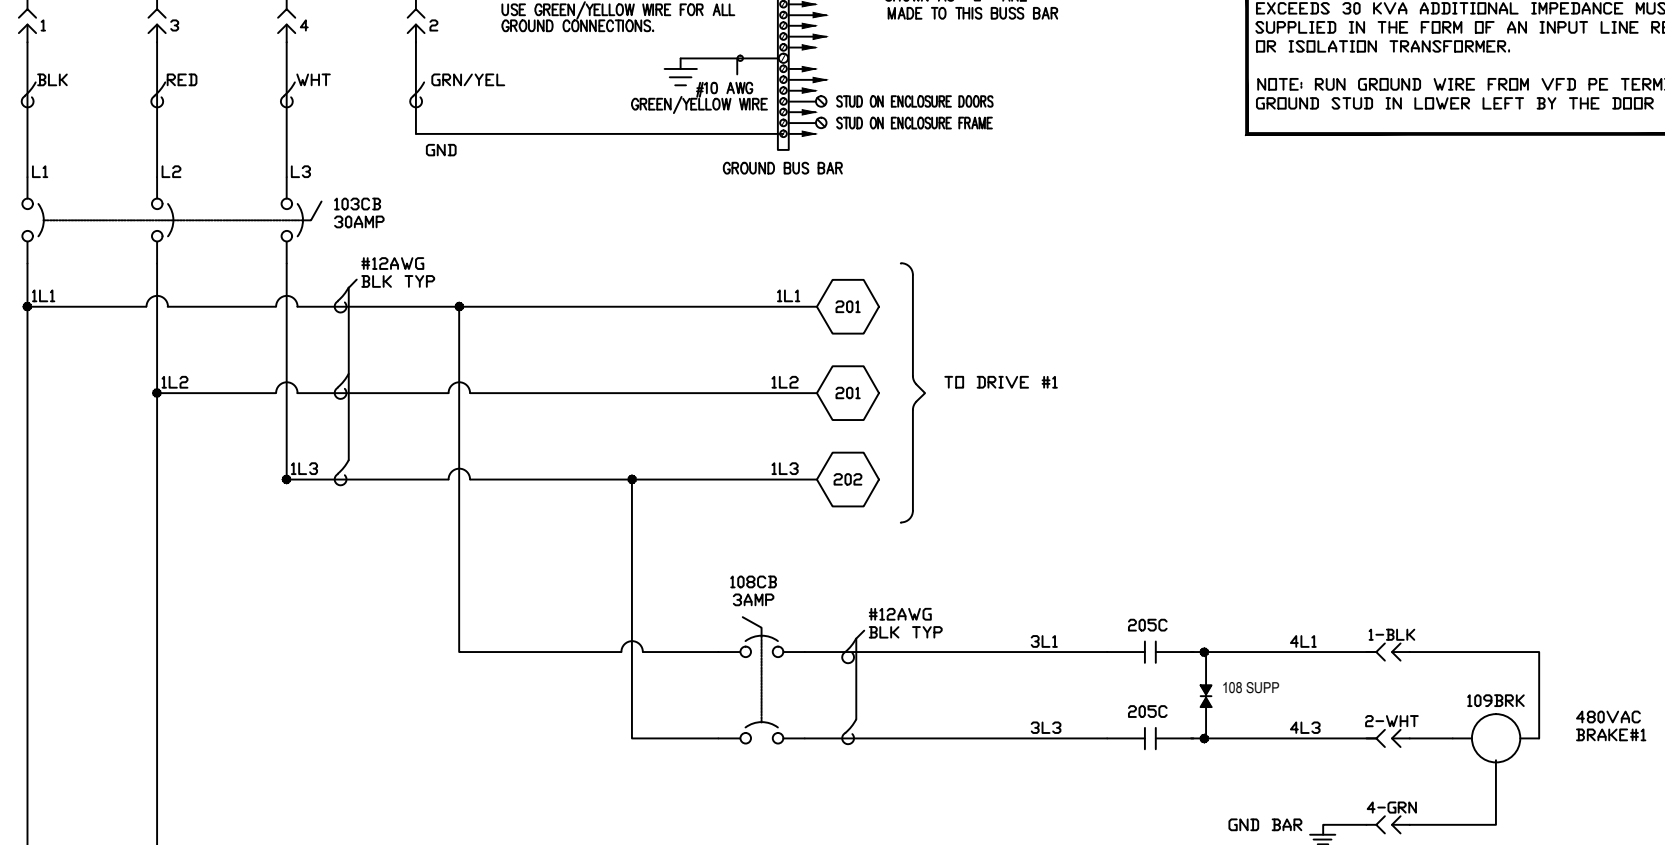 USE GREEN/YELLOW WIRE FOR ALL
GROUND CONNECTIONS.
MADE TO THIS BUSS BAR
EXCEEDS 30 KVA ADDITIONAL IMPEDANCE MUS
SUPPLIED IN THE FORM OF AN INPUT LINE RE
OR ISOLATION TRANSFORMER.
NOTE: RUN GROUND WIRE FROM VFD PE TERM
GROUND STUD IN LOWER LEFT BY THE DOOR
1
3
4
2
BLK
RED
WHT
GRN/YEL
#10 AWG
GREEN/YELLOW WIRE
STUD ON ENCLOSURE DOORS
STUD ON ENCLOSURE FRAME
GND
GROUND BUS BAR
L1
L2
L3
103CB
30AMP
#12AWG
BLK TYP
1L1
1L1
201
1L2
1L2
201
TO DRIVE #1
1L3
1L3
202
108CB
3AMP
#12AWG
BLK TYP
3L1
205C
4L1
1-BLK
108 SUPP
3L3
205C
4L3
2-WHT
109BRK
480VAC
BRAKE#1
4-GRN
GND BAR